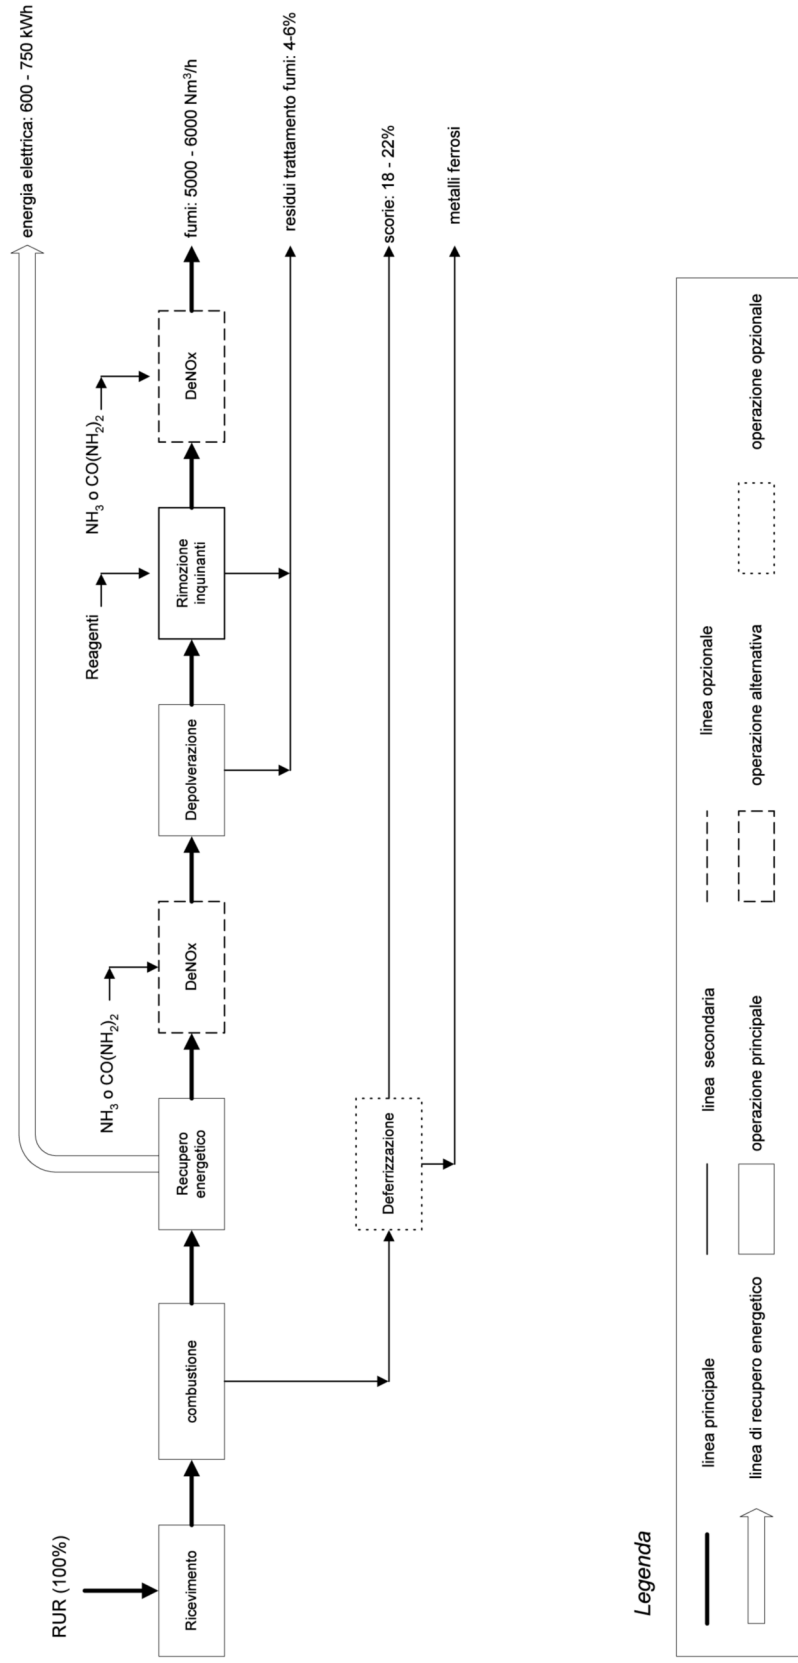 energia elettrica: 600 - 750 kWh
NH₃ o CO(NH₂)₂
Reagenti
NH₃ o CO(NH₂)₂
RUR (100%)
Ricevimento
combustione
Recupero
energetico
DeNOx
Depolverazione
Rimozione
inquinanti
DeNOx
fumi: 5000 - 6000 Nm³/h
residui trattamento fumi: 4-6%
Deferrizzazione
scorie: 18 - 22%
metalli ferrosi
Legenda
linea principale
linea secondaria
linea opzionale
linea di recupero energetico
operazione principale
operazione alternativa
operazione opzionale